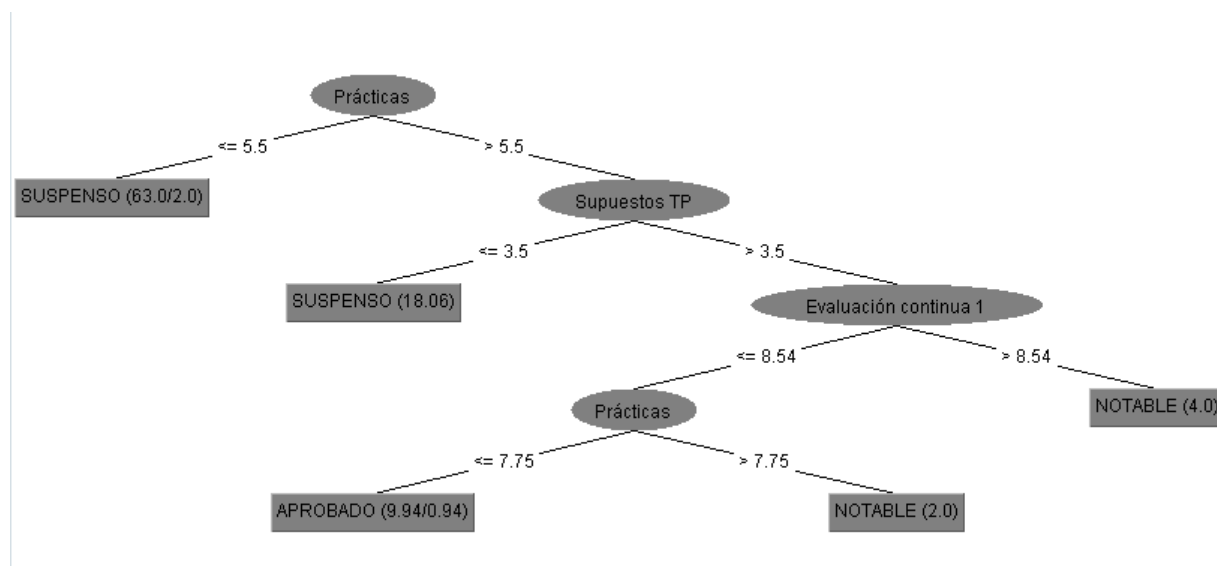 Prácticas
<= 5.5
> 5.5
SUSPENSO (63.0/2.0)
Supuestos TP
<= 3.5
> 3.5
SUSPENSO (18.06)
Evaluación continua 1
<= 8.54
> 8.54
Prácticas
NOTABLE (4.0)
<= 7.75
> 7.75
APROBADO (9.94/0.94)
NOTABLE (2.0)